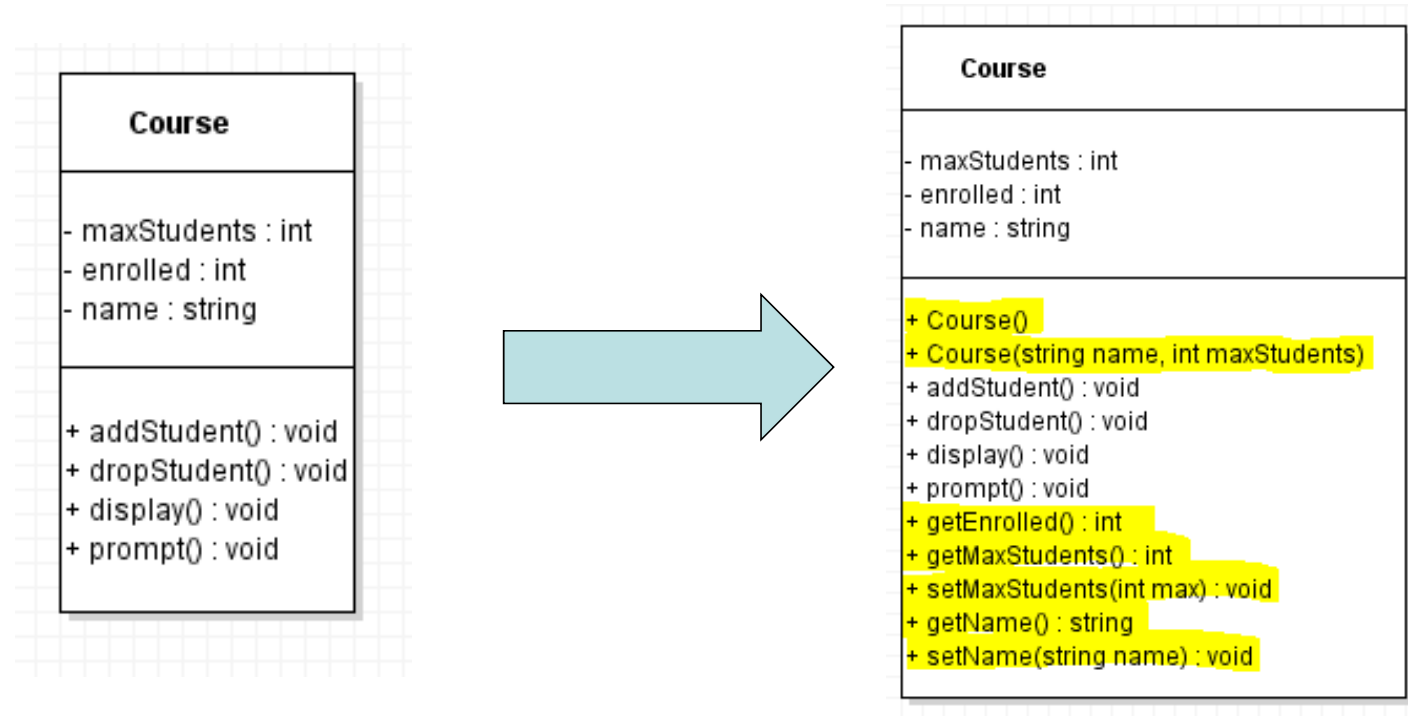 Course
- maxStudents : int
- enrolled : int
- name : string
+ addStudent() : void
+ dropStudent() : void
+ display() : void
+ prompt() : void
Course
- maxStudents : int
- enrolled : int
- name : string
+ Course()
+ Course(string name, int maxStudents)
+ addStudent() : void
+ dropStudent() : void
+ display() : void
+ prompt() : void
+ getEnrolled() : int
+ getMaxStudents() : int
+ setMaxStudents(int max) : void
+ getName() : string
+ setName(string name) : void